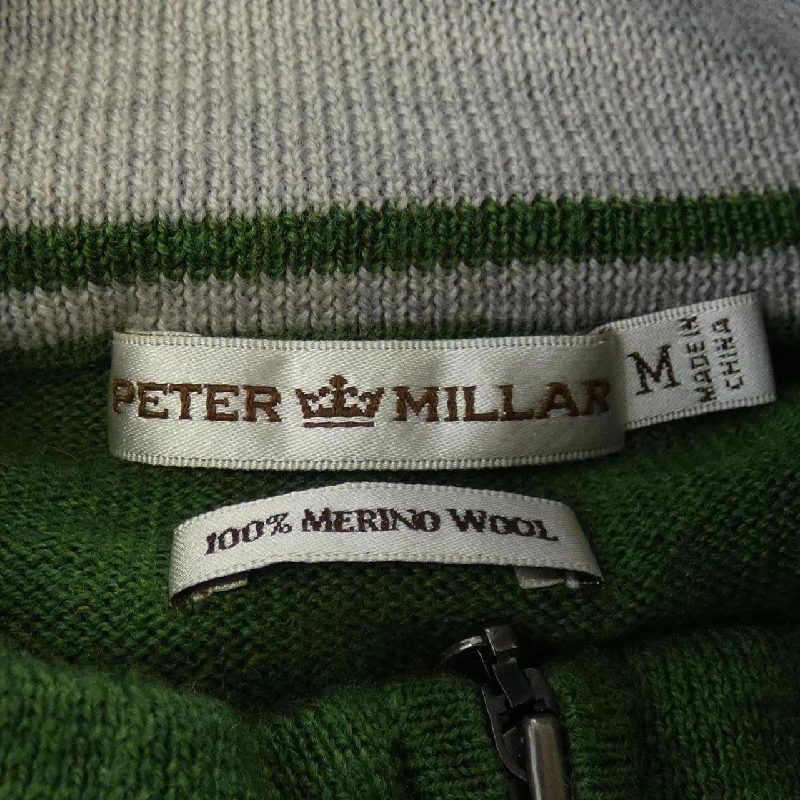 PETER MILLAR
M
MADE IN
CHINA
100% MERINO WOOL